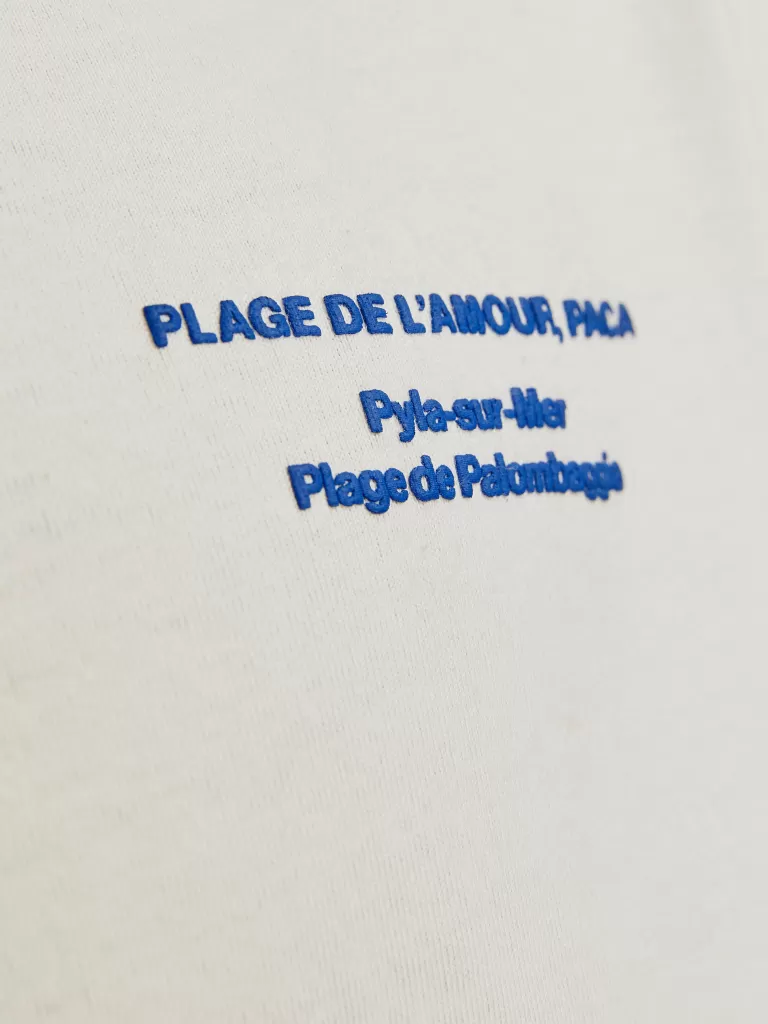 PLAGE DE L'AMOUR, PACA
Pyla-sur-Mer
Plage de Palombaggia